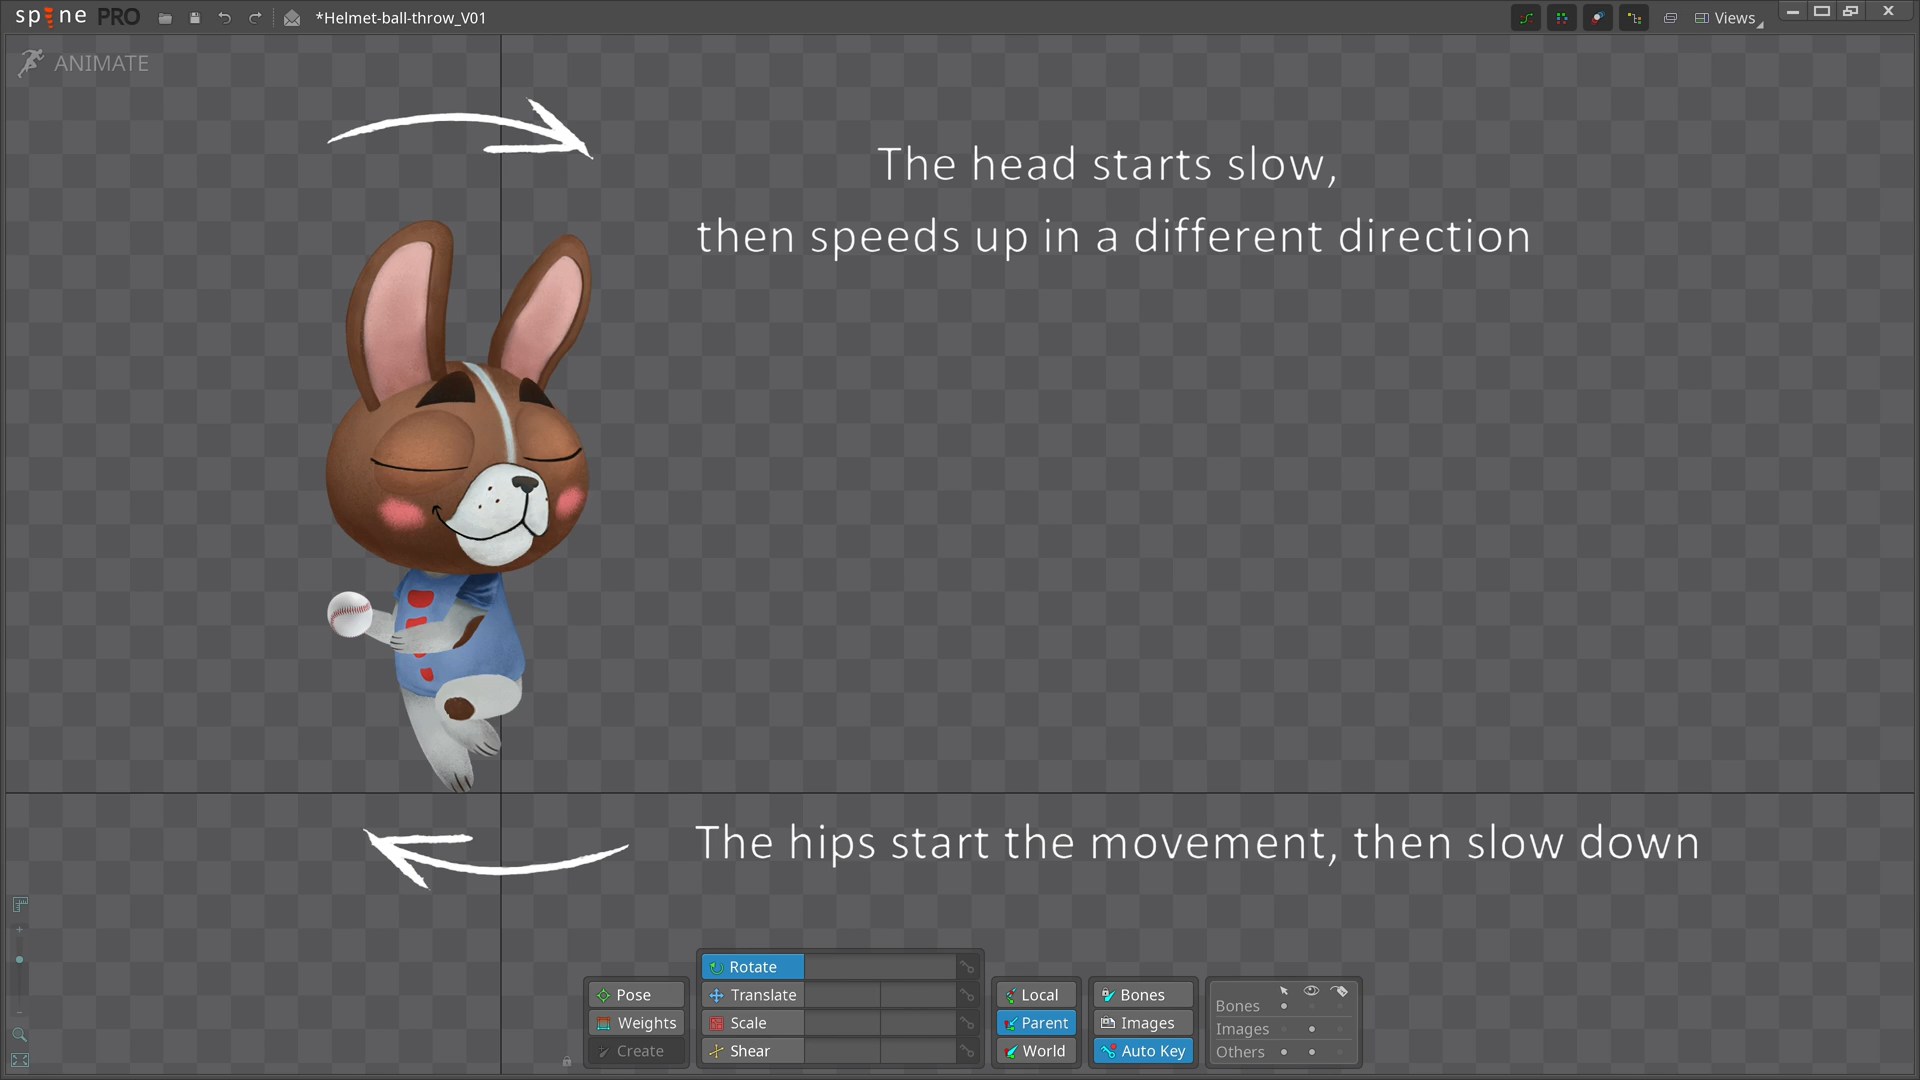 spine PRO
*Helmet-ball-throw_V01
Views
ANIMATE
The head starts slow,
then speeds up in a different direction
The hips start the movement, then slow down
Rotate
Pose
Translate
Local
Bones
Weights
Scale
Parent
Images
Create
Shear
World
Auto Key
Bones
Images
Others